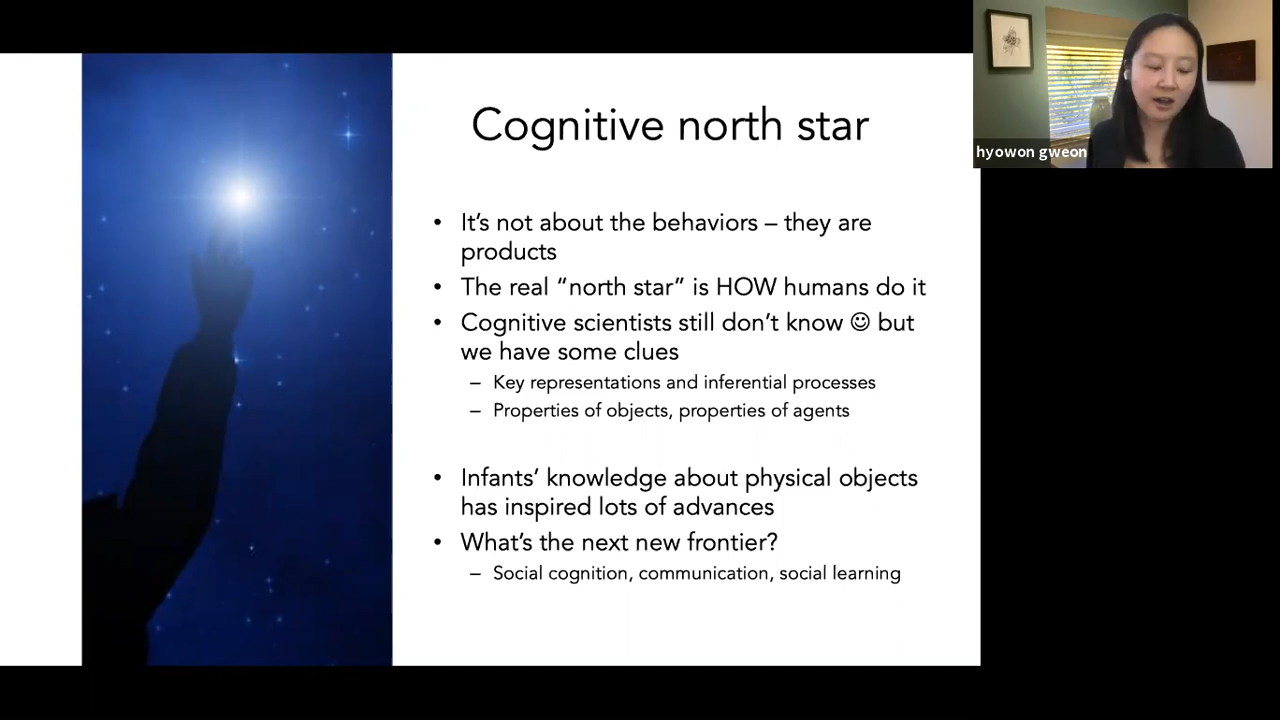 Cognitive north star
• It’s not about the behaviors – they are
products
• The real “north star” is HOW humans do it
• Cognitive scientists still don’t know ☺ but
we have some clues
– Key representations and inferential processes
– Properties of objects, properties of agents
• Infants’ knowledge about physical objects
has inspired lots of advances
• What’s the next new frontier?
– Social cognition, communication, social learning
hyowon gweon